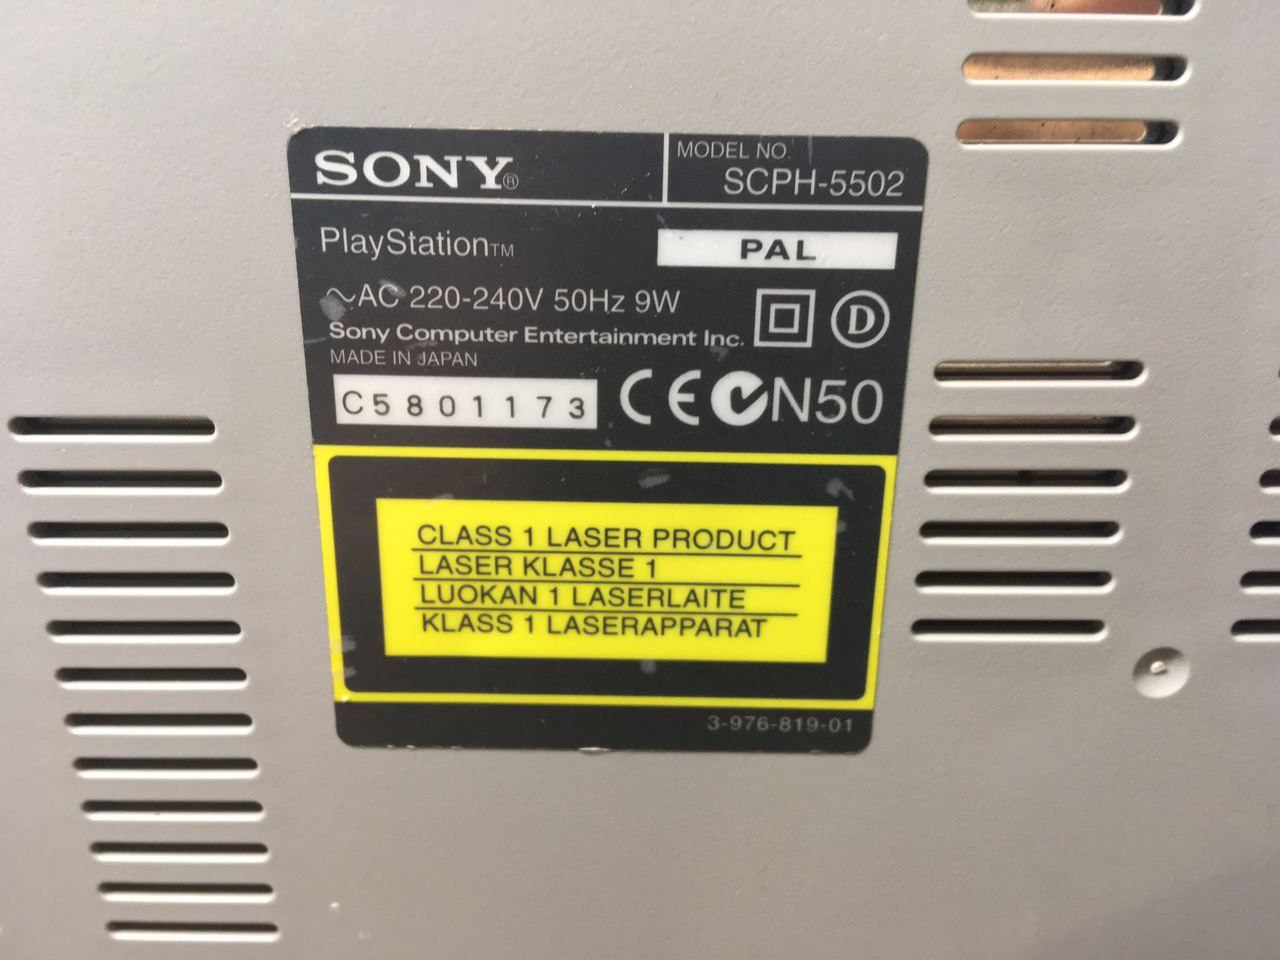 SONY®
MODEL NO.
SCPH-5502
PlayStation™
PAL
~AC 220-240V 50Hz 9W
D
Sony Computer Entertainment Inc.
MADE IN JAPAN
C5801173
CE N50
CLASS 1 LASER PRODUCT
LASER KLASSE 1
LUOKAN 1 LASERLAITE
KLASS 1 LASERAPPARAT
3-976-819-01